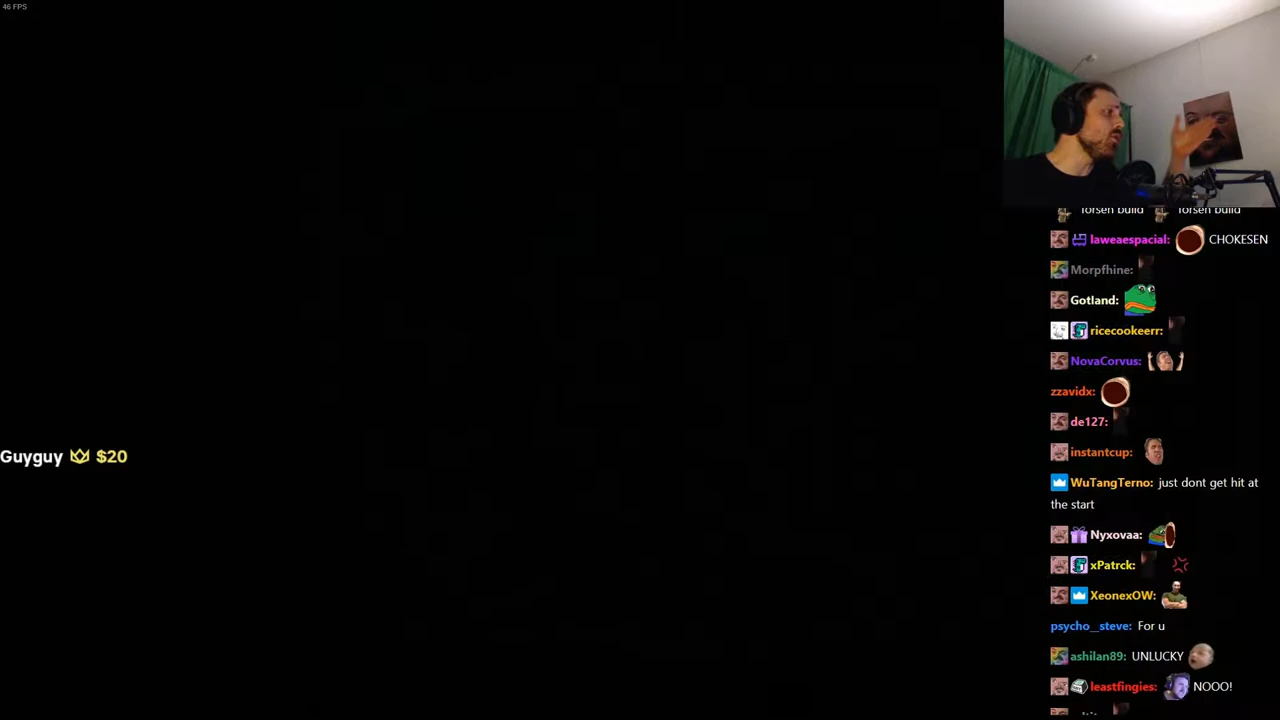 46 FPS
forsen build forsen build
laweaespacial: CHOKESEN
Morpfhine:
Gotland:
ricecookeerr:
NovaCorvus:
zzavidx:
de127:
instantcup:
WuTangTerno: just dont get hit at
the start
Nyxovaa:
xPatrck:
XeonexOW:
psycho_steve: For u
ashilan89: UNLUCKY
leastfingies: NOOO!
Guyguy $20